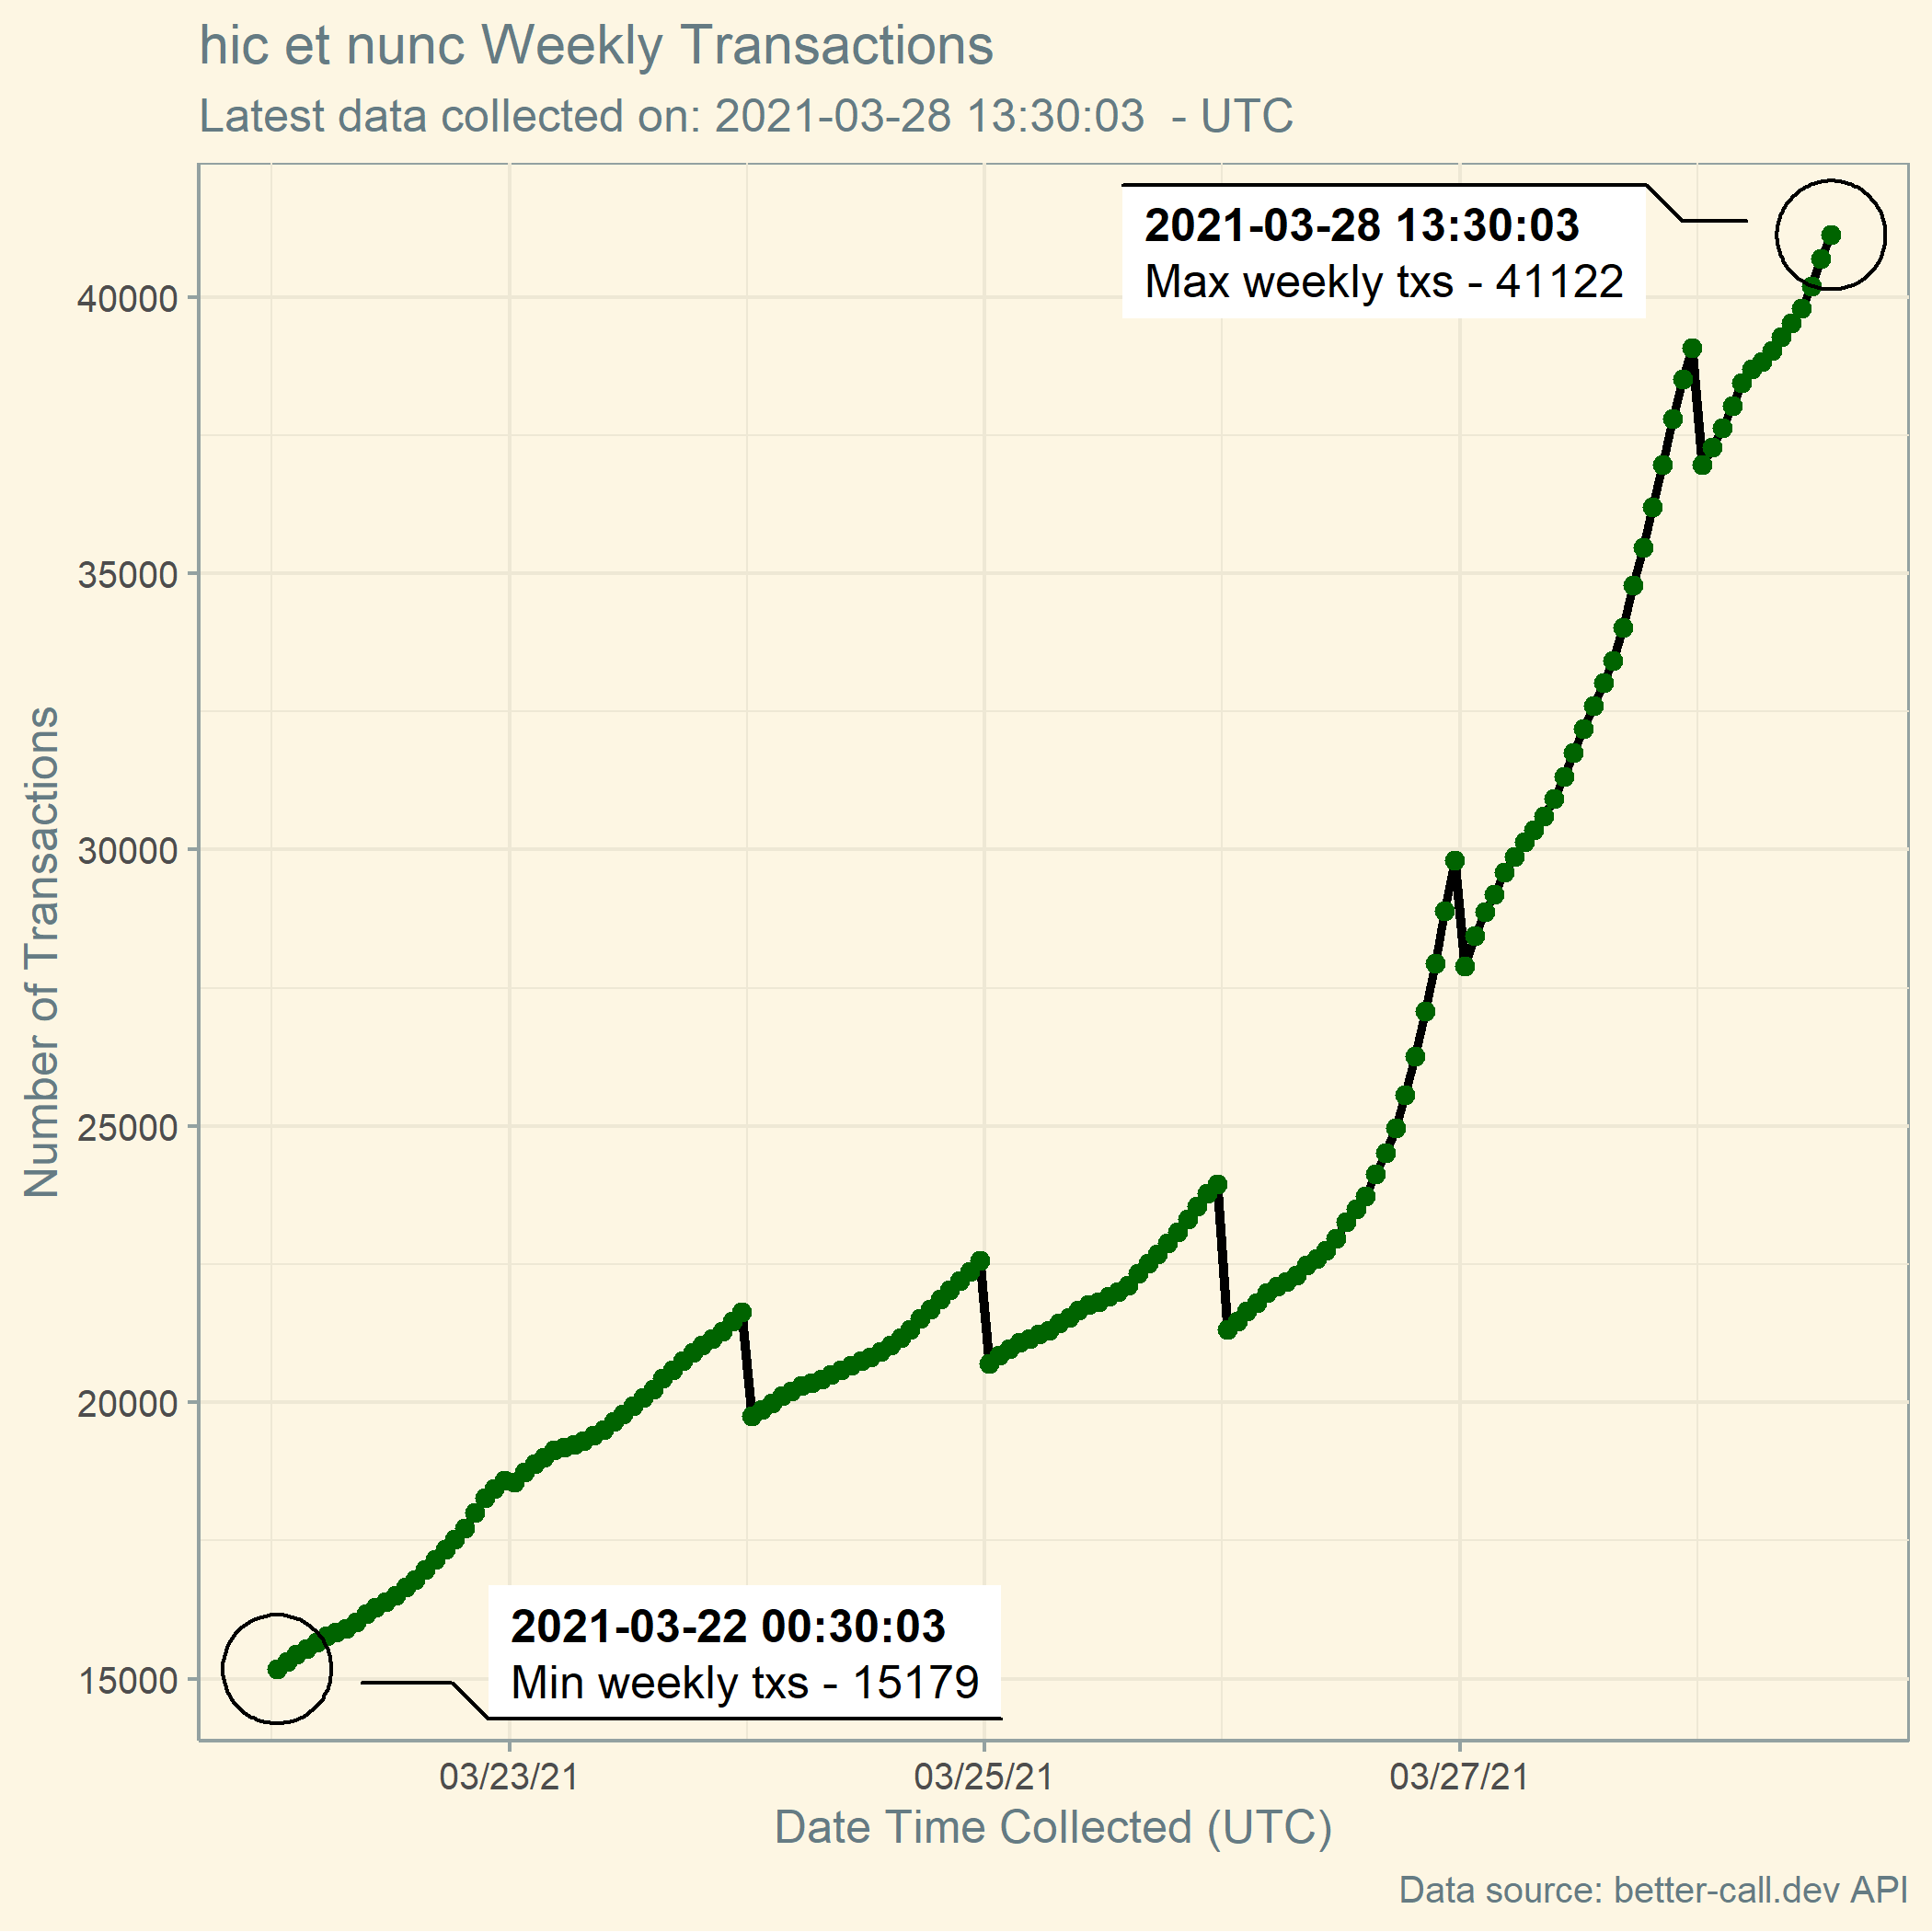 hic et nunc Weekly Transactions
Latest data collected on: 2021-03-28 13:30:03  - UTC
2021-03-28 13:30:03
Max weekly txs - 41122
40000
35000
30000
25000
20000
15000
Number of Transactions
2021-03-22 00:30:03
Min weekly txs - 15179
03/23/21 03/25/21 03/27/21
Date Time Collected (UTC)
Data source: better-call.dev API